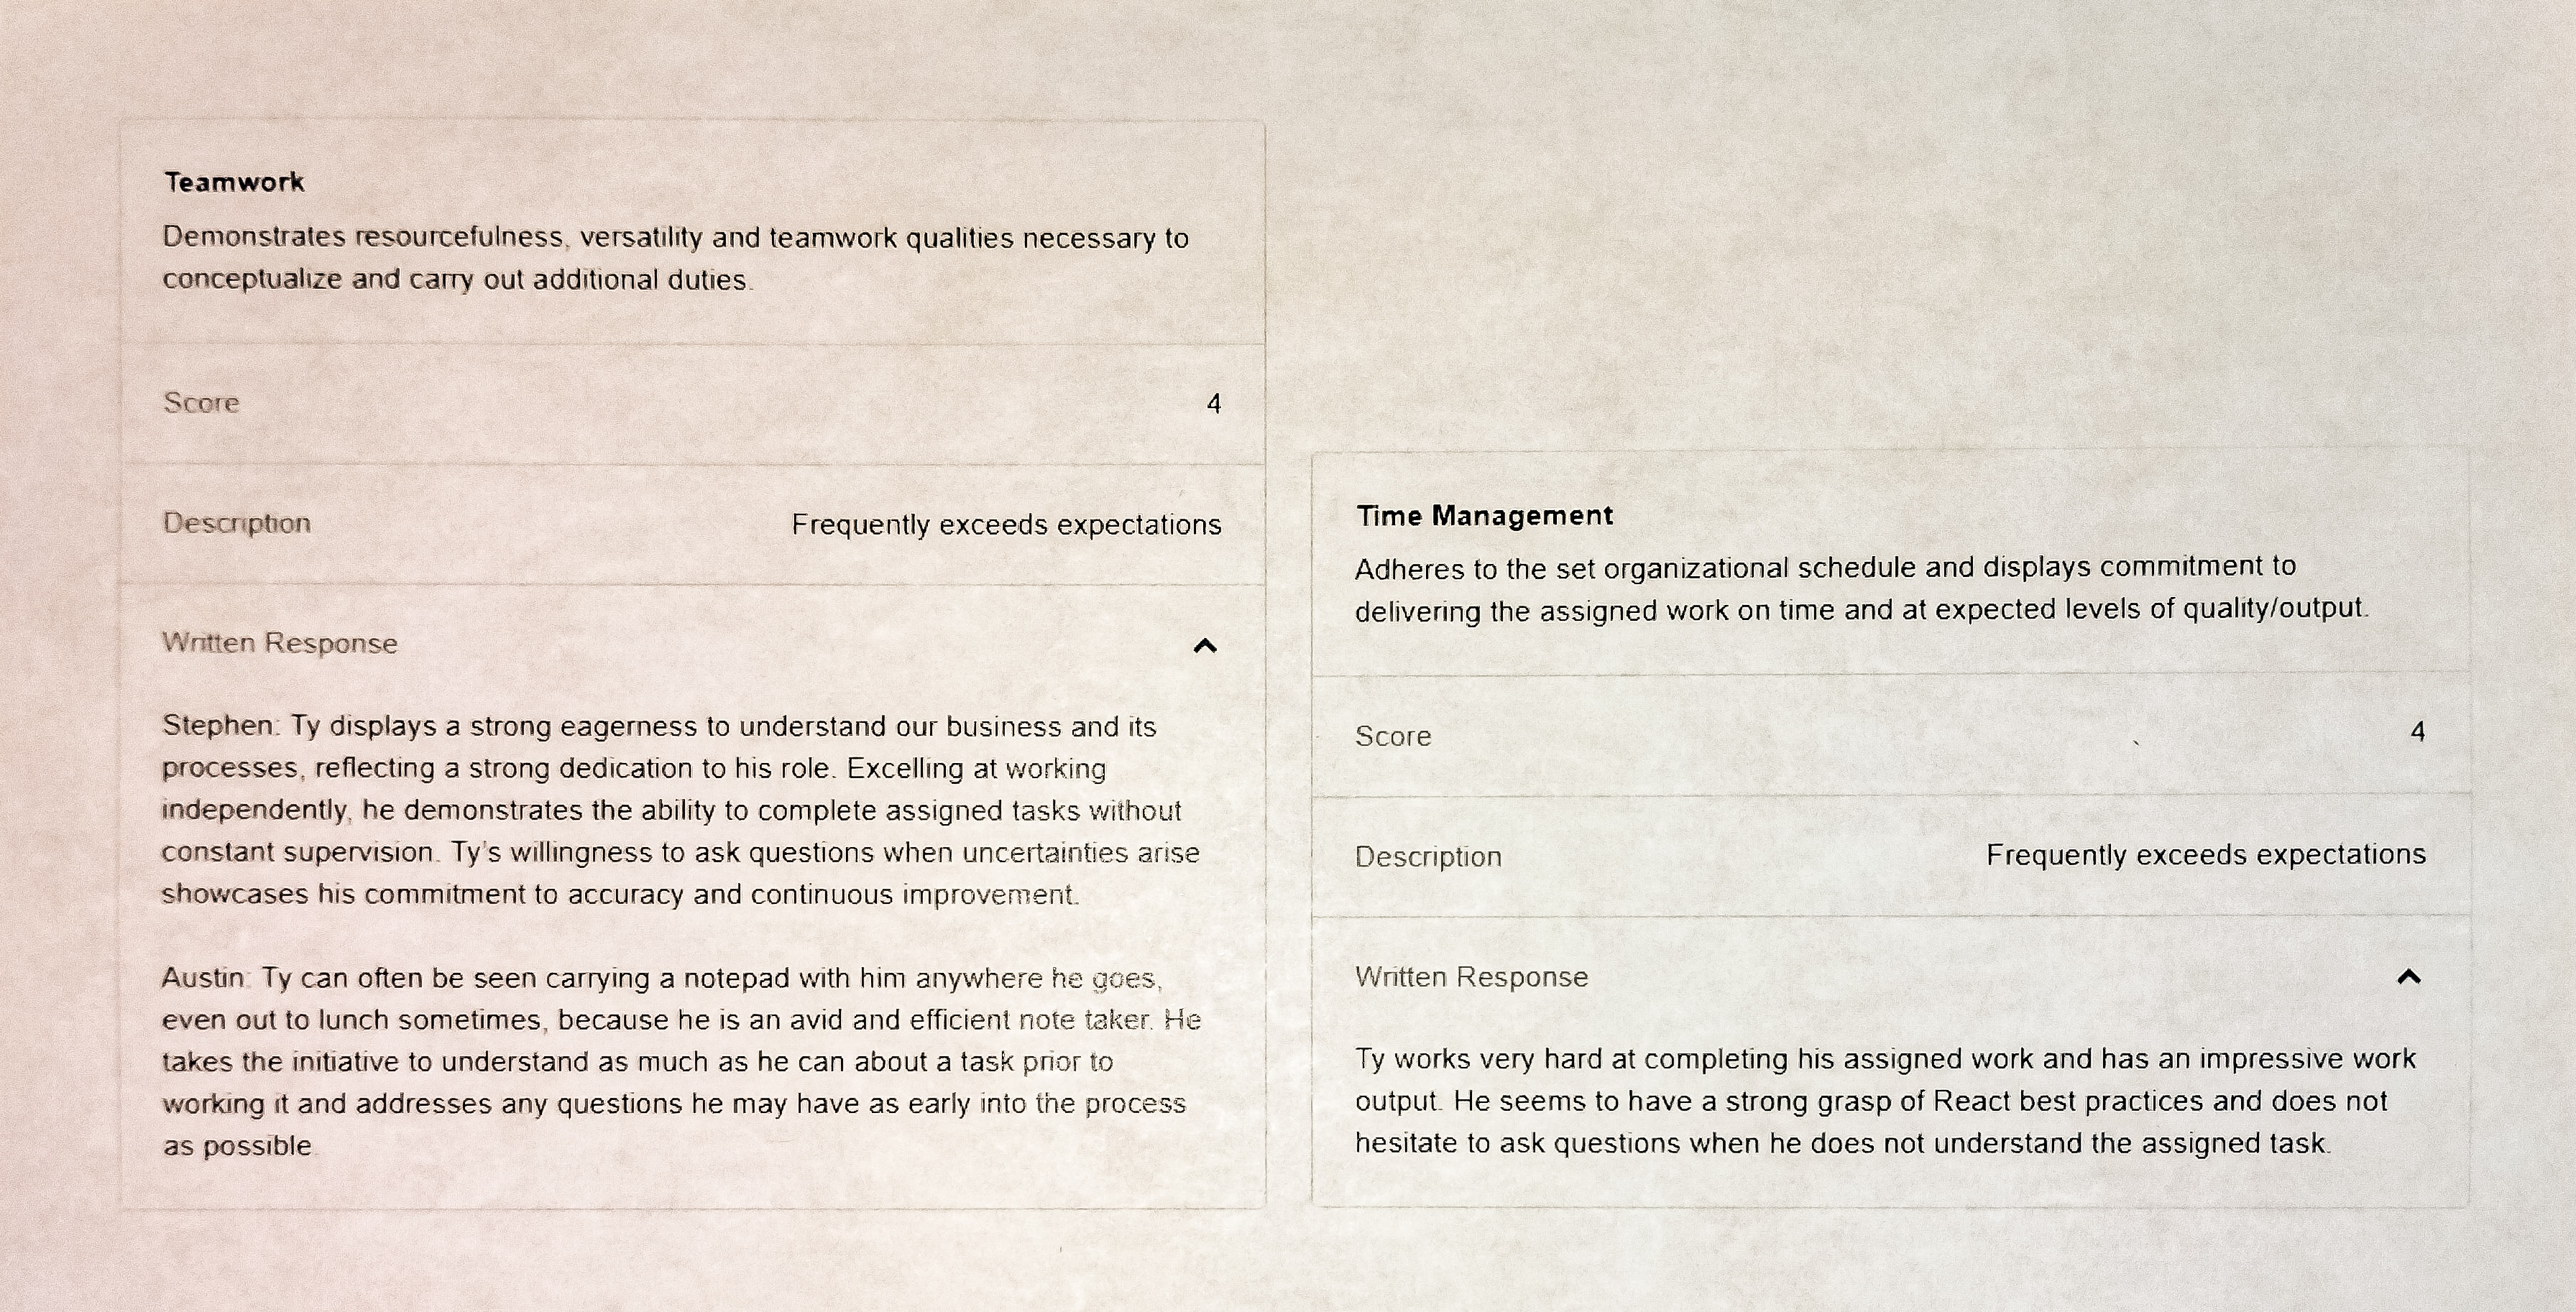 Teamwork
Demonstrates resourcefulness, versatility and teamwork qualities necessary to
conceptualize and carry out additional duties.
Score 4
Description Frequently exceeds expectations
Written Response
Stephen: Ty displays a strong eagerness to understand our business and its
processes, reflecting a strong dedication to his role. Excelling at working
independently, he demonstrates the ability to complete assigned tasks without
constant supervision. Ty's willingness to ask questions when uncertainties arise
showcases his commitment to accuracy and continuous improvement.
Austin: Ty can often be seen carrying a notepad with him anywhere he goes,
even out to lunch sometimes, because he is an avid and efficient note taker. He
takes the initiative to understand as much as he can about a task prior to
working it and addresses any questions he may have as early into the process
as possible.
Time Management
Adheres to the set organizational schedule and displays commitment to
delivering the assigned work on time and at expected levels of quality/output.
Score 4
Description Frequently exceeds expectations
Written Response
Ty works very hard at completing his assigned work and has an impressive work
output. He seems to have a strong grasp of React best practices and does not
hesitate to ask questions when he does not understand the assigned task.